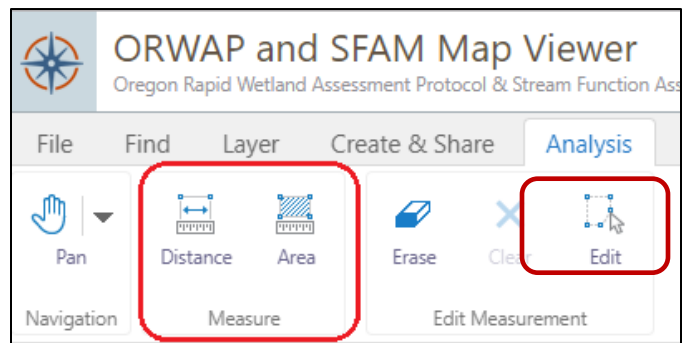 ORWAP and SFAM Map Viewer
Oregon Rapid Wetland Assessment Protocol & Stream Function Ass
File Find Layer Create & Share Analysis
Pan Distance Area Erase Clear Edit
Navigation Measure Edit Measurement